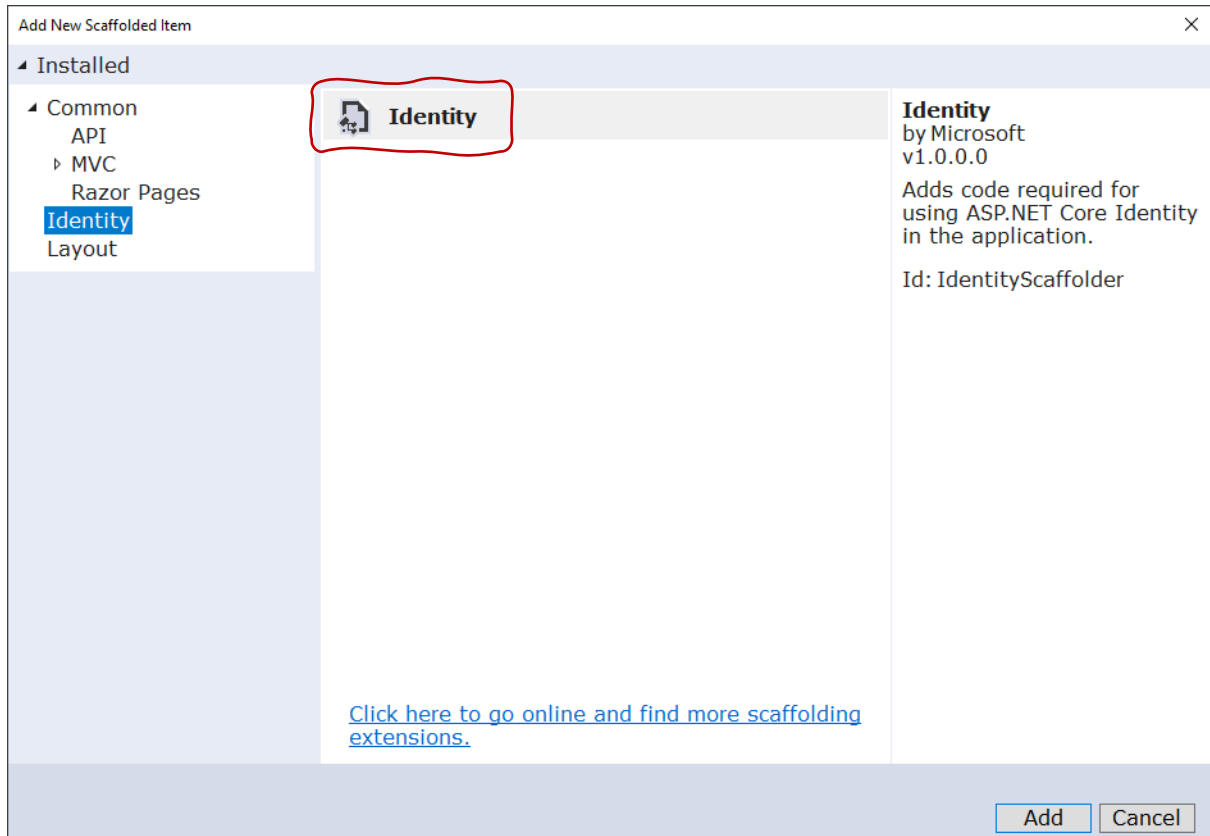 Add New Scaffolded Item
Installed
Common
API
MVC
Razor Pages
Identity
Layout
Identity
Click here to go online and find more scaffolding
extensions.
Identity
by Microsoft
v1.0.0.0
Adds code required for
using ASP.NET Core Identity
in the application.
Id: IdentityScaffolder
Add
Cancel